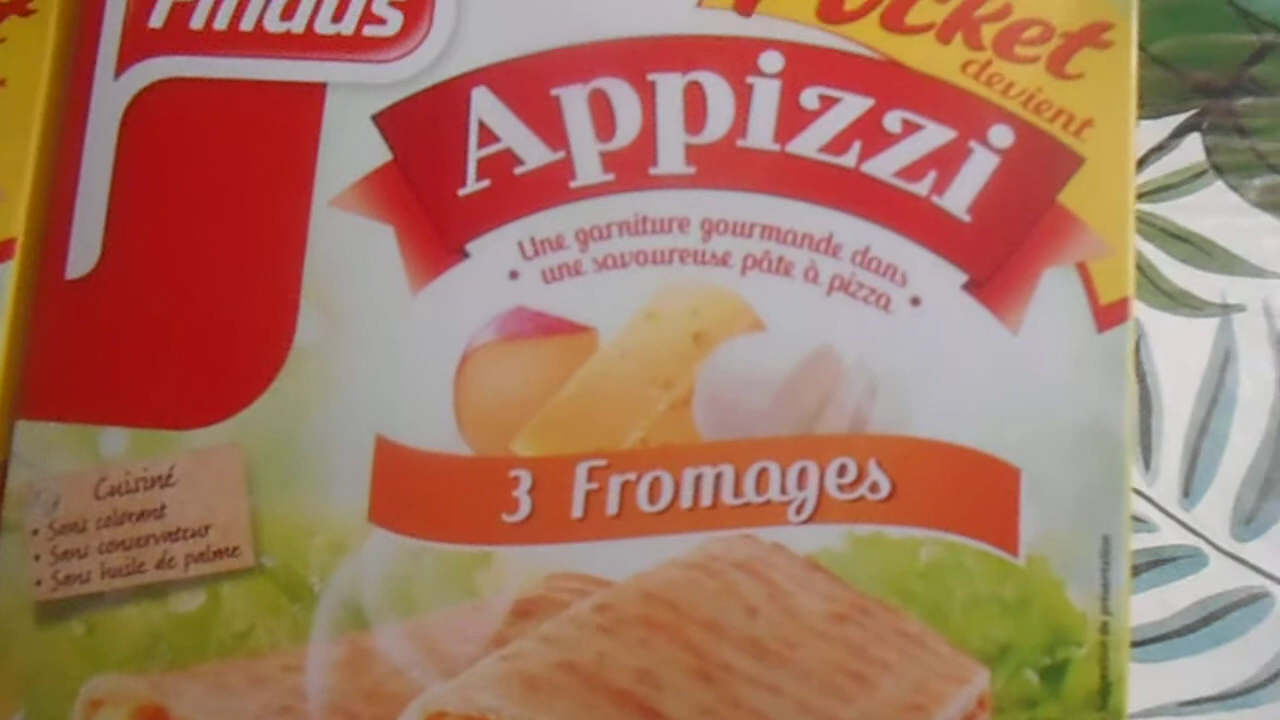 Findus
Pocket
devient
Appizzi
Une garniture gourmande dans
• une savoureuse pâte à pizza •
3 Fromages
Cuisiné
• Sans colorant
• Sans conservateur
• Sans huile de palme